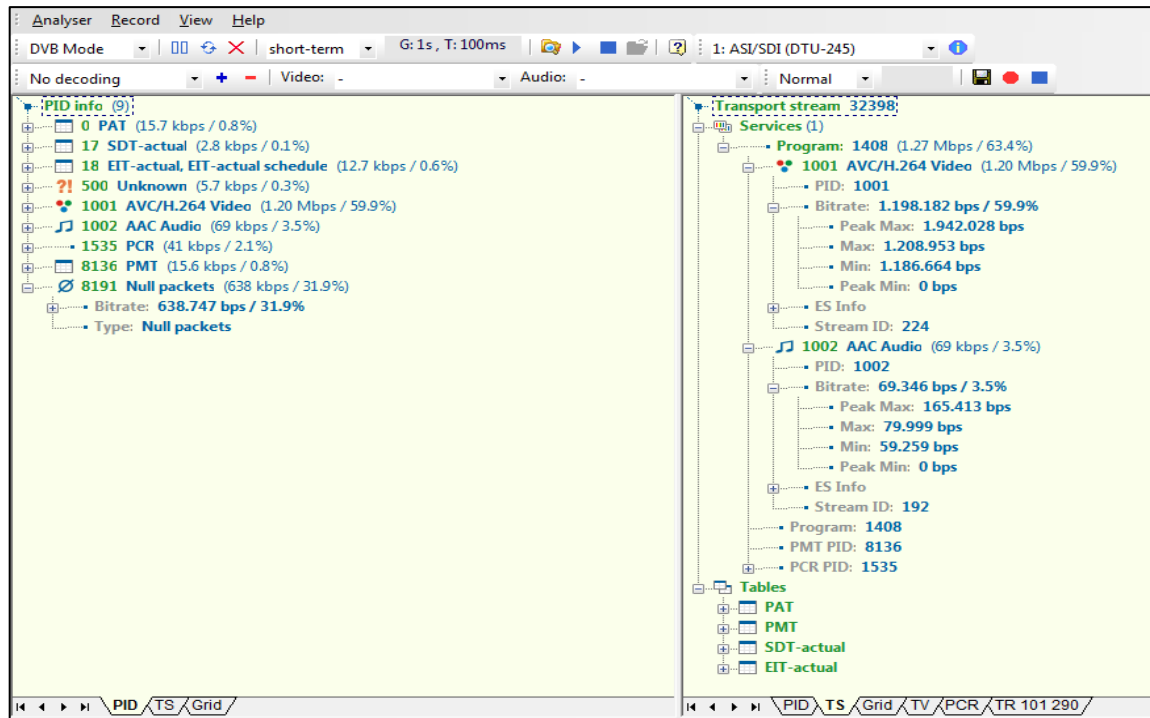 Analyser Record View Help
DVB Mode short-term G: 1s , T: 100ms 1: ASI/SDI (DTU-245)
No decoding Video: - Audio: - Normal
PID info (9)
0 PAT (15.7 kbps / 0.8%)
17 SDT-actual (2.8 kbps / 0.1%)
18 EIT-actual, EIT-actual schedule (12.7 kbps / 0.6%)
?! 500 Unknown (5.7 kbps / 0.3%)
1001 AVC/H.264 Video (1.20 Mbps / 59.9%)
1002 AAC Audio (69 kbps / 3.5%)
1535 PCR (41 kbps / 2.1%)
8136 PMT (15.6 kbps / 0.8%)
8191 Null packets (638 kbps / 31.9%)
Bitrate: 638.747 bps / 31.9%
Type: Null packets
PID TS Grid
Transport stream 32398
Services (1)
Program: 1408 (1.27 Mbps / 63.4%)
1001 AVC/H.264 Video (1.20 Mbps / 59.9%)
PID: 1001
Bitrate: 1.198.182 bps / 59.9%
Peak Max: 1.942.028 bps
Max: 1.208.953 bps
Min: 1.186.664 bps
Peak Min: 0 bps
ES Info
Stream ID: 224
1002 AAC Audio (69 kbps / 3.5%)
PID: 1002
Bitrate: 69.346 bps / 3.5%
Peak Max: 165.413 bps
Max: 79.999 bps
Min: 59.259 bps
Peak Min: 0 bps
ES Info
Stream ID: 192
Program: 1408
PMT PID: 8136
PCR PID: 1535
Tables
PAT
PMT
SDT-actual
EIT-actual
PID TS Grid TV PCR TR 101 290